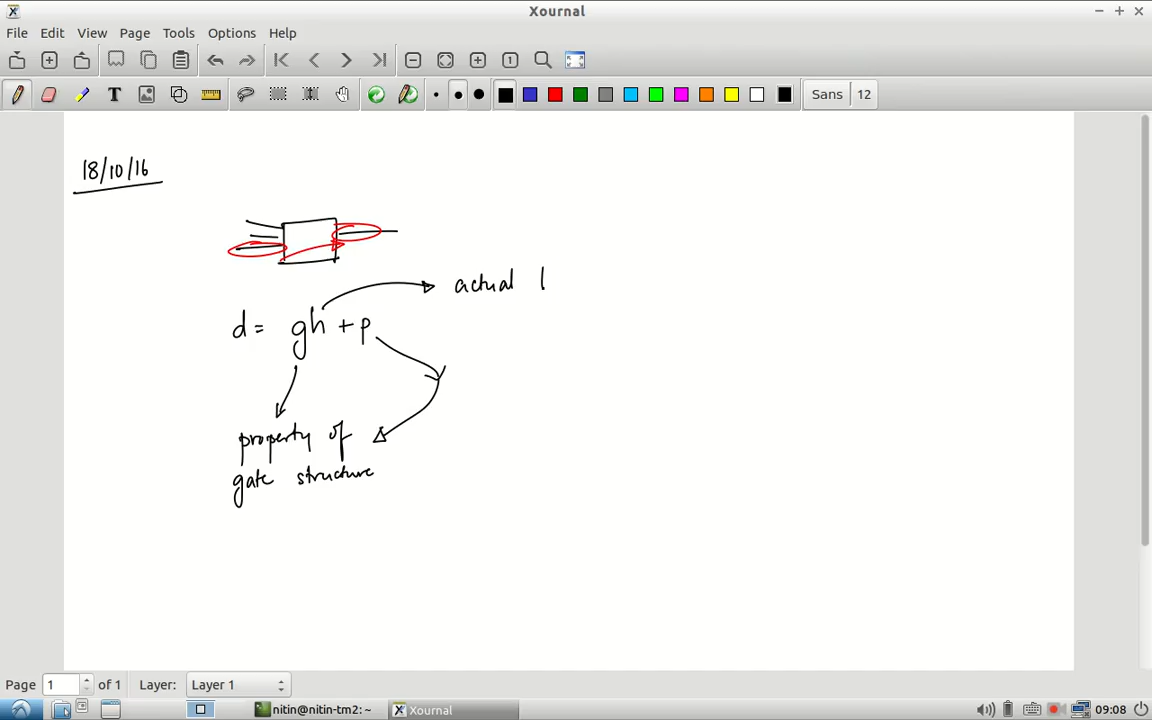 Xournal
File Edit View Page Tools Options Help
Sans 12
18/10/16
actual l
d = gh + p
property of
gate structure
Page 1 of 1 Layer: Layer 1
nitin@nitin-tm2: ~ Xournal 09:08